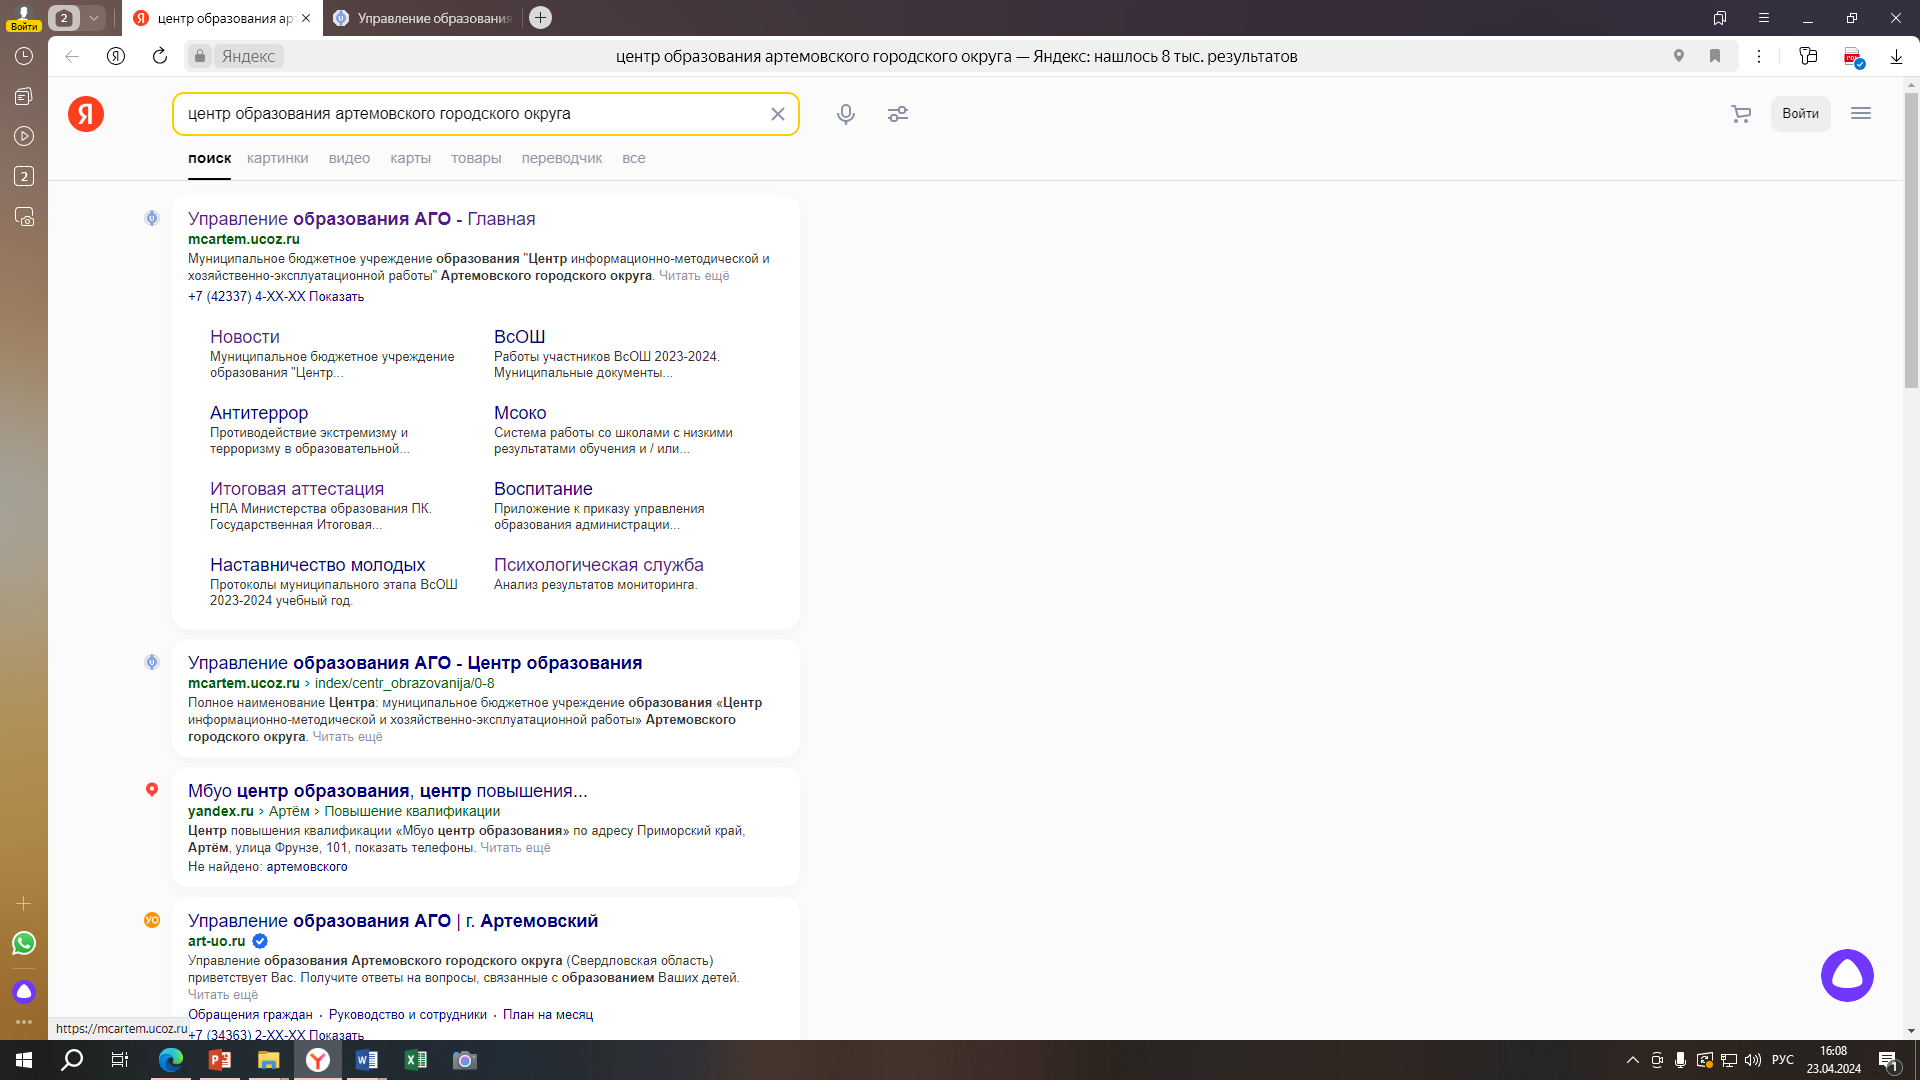 Войти
2
центр образования ар
Управление образования
2
Яндекс
центр образования артемовского городского округа — Яндекс: нашлось 8 тыс. результатов
Я
центр образования артемовского городского округа
Войти
поиск картинки видео карты товары переводчик все
Управление образования АГО - Главная
mcartem.ucoz.ru
Муниципальное бюджетное учреждение образования "Центр информационно-методической и
хозяйственно-эксплуатационной работы" Артемовского городского округа. Читать ещё
+7 (42337) 4-XX-XX Показать
Новости
Муниципальное бюджетное учреждение
образования "Центр...
ВсОШ
Работы участников ВсОШ 2023-2024.
Муниципальные документы...
Антитеррор
Противодействие экстремизму и
терроризму в образовательной...
Мсоко
Система работы со школами с низкими
результатами обучения и / или...
Итоговая аттестация
НПА Министерства образования ПК.
Государственная Итоговая...
Воспитание
Приложение к приказу управления
образования администрации...
Наставничество молодых
Протоколы муниципального этапа ВсОШ
2023-2024 учебный год.
Психологическая служба
Анализ результатов мониторинга.
Управление образования АГО - Центр образования
mcartem.ucoz.ru › index/centr_obrazovanija/0-8
Полное наименование Центра: муниципальное бюджетное учреждение образования «Центр
информационно-методической и хозяйственно-эксплуатационной работы» Артемовского
городского округа. Читать ещё
Мбуо центр образования, центр повышения...
yandex.ru › Артём › Повышение квалификации
Центр повышения квалификации «Мбуо центр образования» по адресу Приморский край,
Артём, улица Фрунзе, 101, показать телефоны. Читать ещё
Не найдено: артемовского
УО
Управление образования АГО | г. Артемовский
art-uo.ru
Управление образования Артемовского городского округа (Свердловская область)
приветствует Вас. Получите ответы на вопросы, связанные с образованием Ваших детей.
Читать ещё
Обращения граждан · Руководство и сотрудники · План на месяц
+7 (34363) 2-XX-XX Показать
https://mcartem.ucoz.ru
РУС
16:08
23.04.2024
1